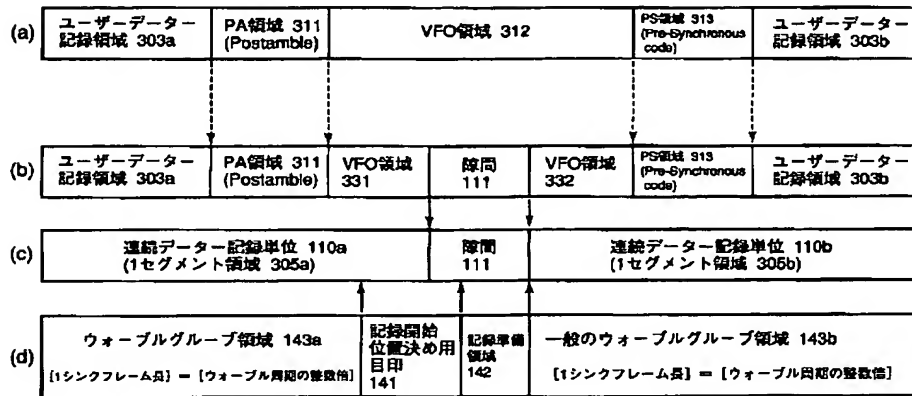 (a)
ユーザーデーター
記録領域 303a
PA領域 311
(Postamble)
VFO領域 312
PS領域 313
(Pre-Synchronous
code)
ユーザーデーター
記録領域 303b
(b)
ユーザーデーター
記録領域 303a
PA領域 311
(Postamble)
VFO領域
331
隙間
111
VFO領域
332
PS領域 313
(Pre-Synchronous
code)
ユーザーデーター
記録領域 303b
(c)
連続データー記録単位 110a
(1セグメント領域 305a)
隙間
111
連続データー記録単位 110b
(1セグメント領域 305b)
(d)
ウォーブルグループ領域 143a
[1シンクフレーム長] = [ウォーブル周期の整数倍]
記録開始
位置決め用
目印
141
記録準備
領域
142
一般のウォーブルグループ領域 143b
[1シンクフレーム長] = [ウォーブル周期の整数倍]